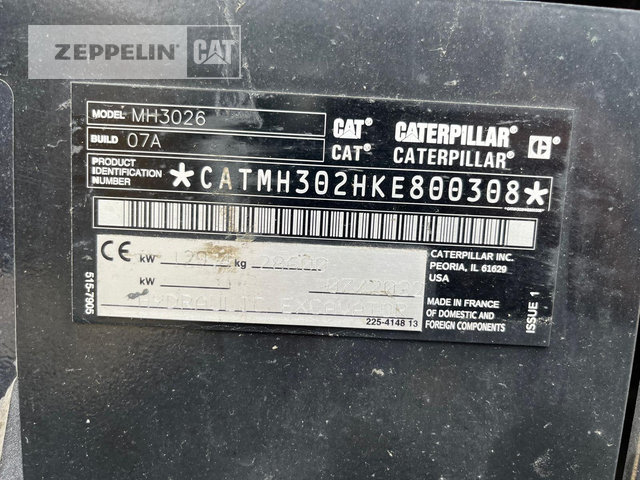 ZEPPELIN CAT
MODEL MH3026
BUILD 07A
CAT® CATERPILLAR® C
CAT® CATERPILLAR®
PRODUCT
IDENTIFICATION
NUMBER
*CATMH302HKE800308*
CE kW kg
kW
225-4148 13
515-7905
CATERPILLAR INC.
PEORIA, IL 61629
USA
MADE IN FRANCE
OF DOMESTIC AND
FOREIGN COMPONENTS
ISSUE 1